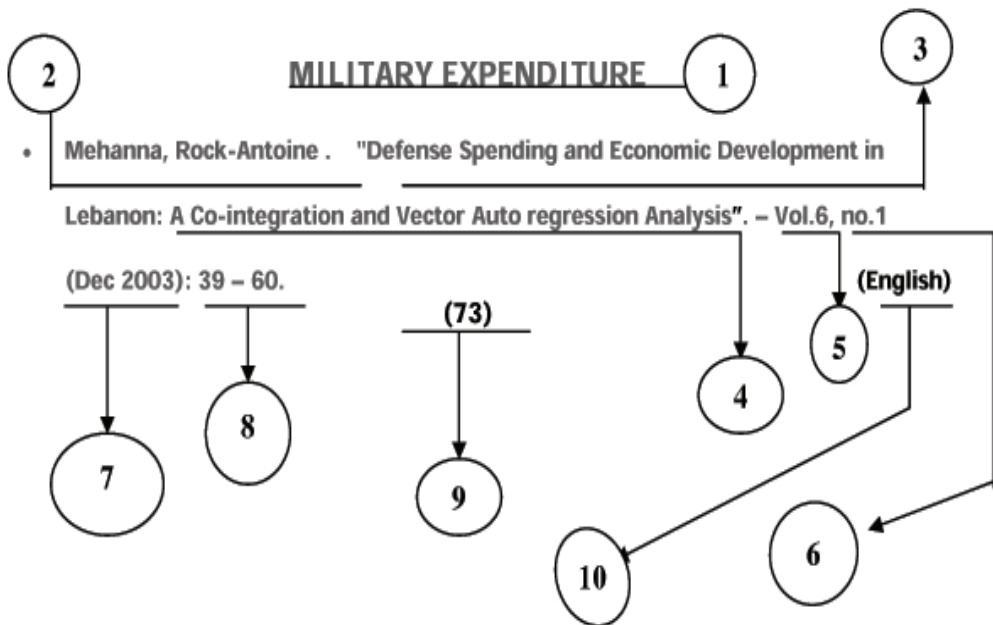 2 MILITARY EXPENDITURE 1 3
• Mehanna, Rock-Antoine . "Defense Spending and Economic Development in
Lebanon: A Co-integration and Vector Auto regression Analysis”. – Vol.6, no.1
(Dec 2003): 39 – 60. (English)
(73)
5
4
8
7
9
6
10